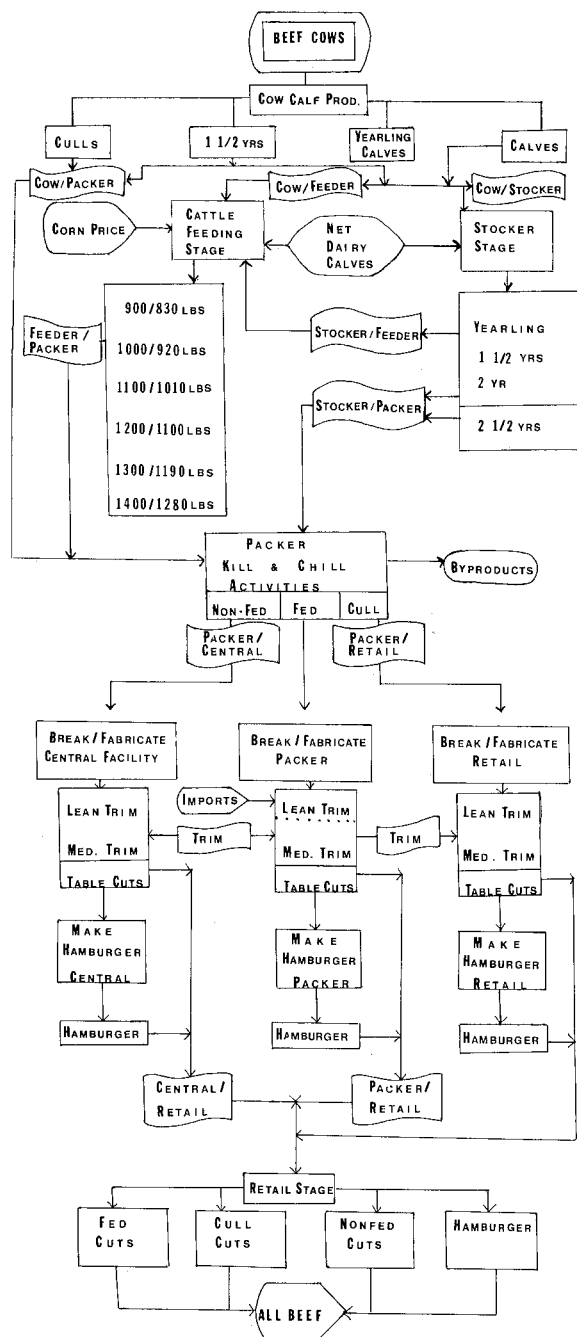 BEEF COWS
COW CALF PROD.
CULLS
1 1/2 YRS
YEARLING
CALVES
CALVES
COW/PACKER
COW/FEEDER
COW/STOCKER
CORN PRICE
CATTLE
FEEDING
STAGE
NET
DAIRY
CALVES
STOCKER
STAGE
FEEDER/
PACKER
900/830 LBS
1000/920 LBS
1100/1010 LBS
1200/1100 LBS
1300/1190 LBS
1400/1280 LBS
STOCKER/FEEDER
STOCKER/PACKER
YEARLING
1 1/2 YRS
2 YR
2 1/2 YRS
PACKER
KILL & CHILL
ACTIVITIES
NON-FED
FED
CULL
BYPRODUCTS
PACKER/
CENTRAL
PACKER/
RETAIL
BREAK/FABRICATE
CENTRAL FACILITY
BREAK/FABRICATE
PACKER
BREAK/FABRICATE
RETAIL
LEAN TRIM
MED. TRIM
TABLE CUTS
TRIM
IMPORTS
LEAN TRIM
MED. TRIM
TABLE CUTS
TRIM
LEAN TRIM
MED. TRIM
TABLE CUTS
MAKE
HAMBURGER
CENTRAL
MAKE
HAMBURGER
PACKER
MAKE
HAMBURGER
RETAIL
HAMBURGER
HAMBURGER
HAMBURGER
CENTRAL/
RETAIL
PACKER/
RETAIL
RETAIL STAGE
FED
CUTS
CULL
CUTS
NONFED
CUTS
HAMBURGER
ALL BEEF